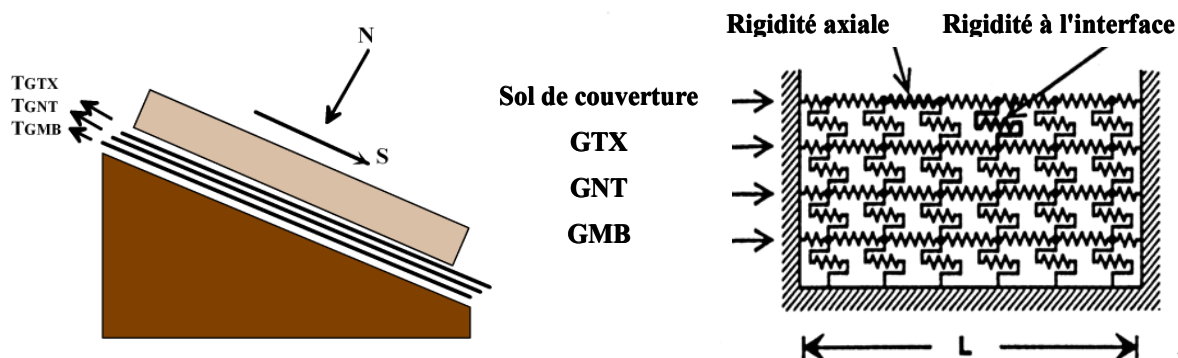 N
TGTX
TGNT
TGMB
S
Sol de couverture
GTX
GNT
GMB
Rigidité axiale
Rigidité à l'interface
L